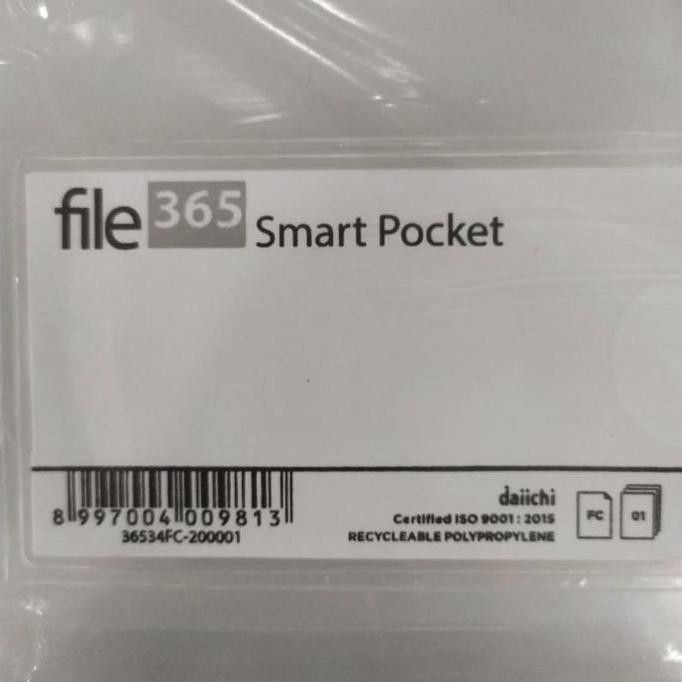 file 365 Smart Pocket
8 997004 009813
36534FC-200001
daiichi
Certified ISO 9001 : 2015
RECYCLEABLE POLYPROPYLENE
FC
01